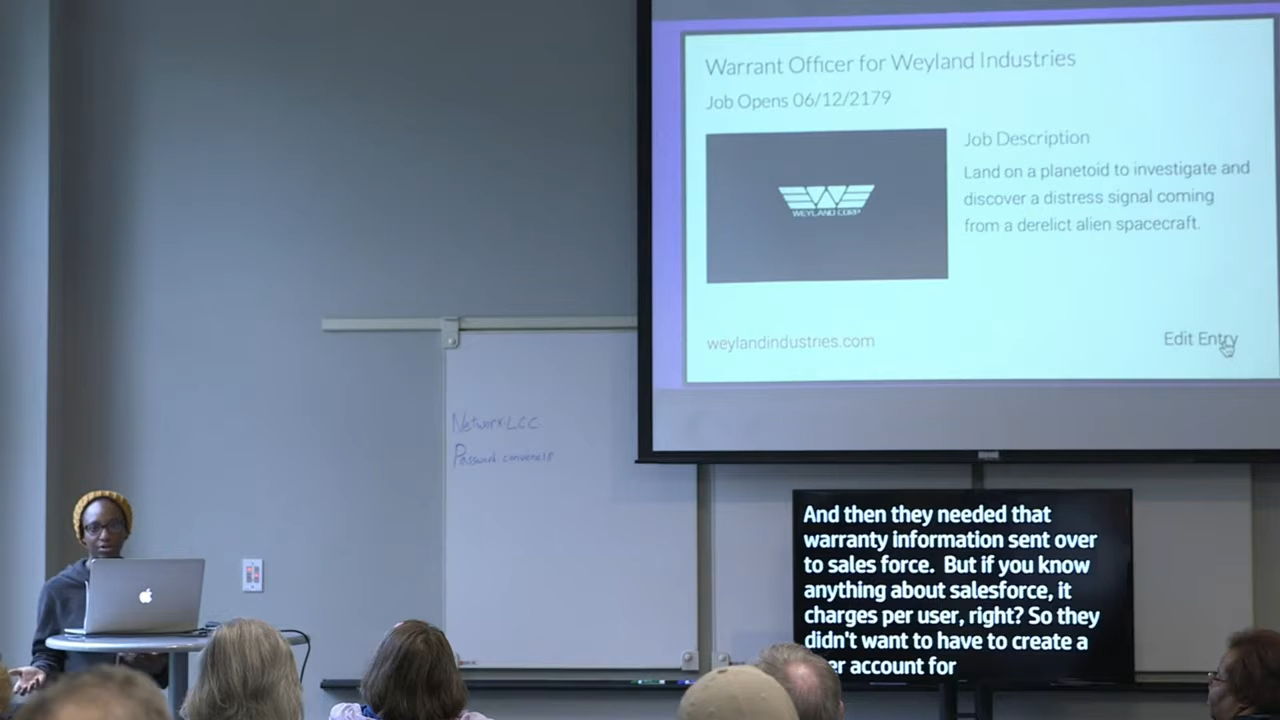 Warrant Officer for Weyland Industries
Job Opens 06/12/2179
WEYLAND CORP
Job Description
Land on a planetoid to investigate and
discover a distress signal coming
from a derelict alien spacecraft.
weylandindustries.com
Edit Entry
Network: LCC
Password:
And then they needed that
warranty information sent over
to sales force. But if you know
anything about salesforce, it
charges per user, right? So they
didn't want to have to create a
account for